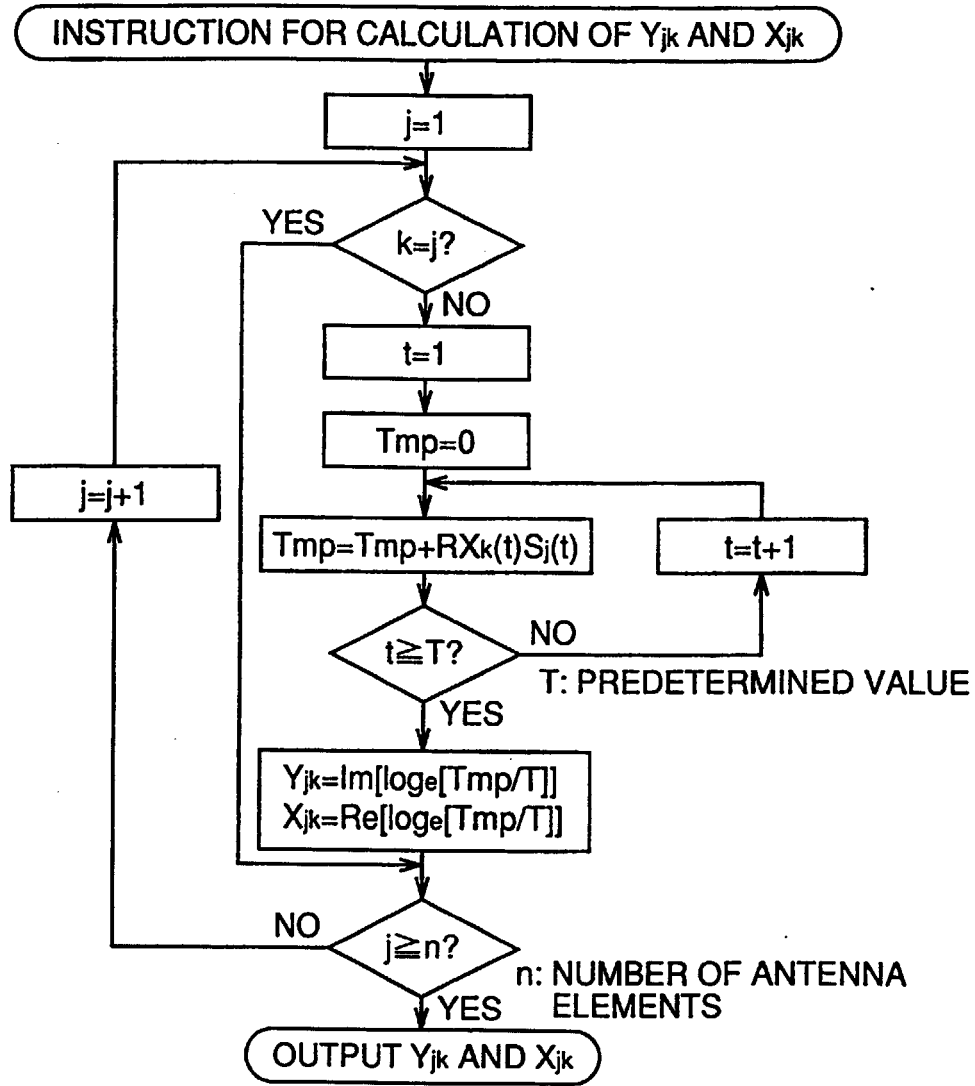 INSTRUCTION FOR CALCULATION OF Yjk AND Xjk
j=1
YES
k=j?
NO
t=1
Tmp=0
j=j+1
Tmp=Tmp+RXk(t)Sj(t)
t=t+1
t≧T?
NO
T: PREDETERMINED VALUE
YES
Yjk=Im[loge[Tmp/T]]
Xjk=Re[loge[Tmp/T]]
NO
j≧n?
n: NUMBER OF ANTENNA
ELEMENTS
YES
OUTPUT Yjk AND Xjk